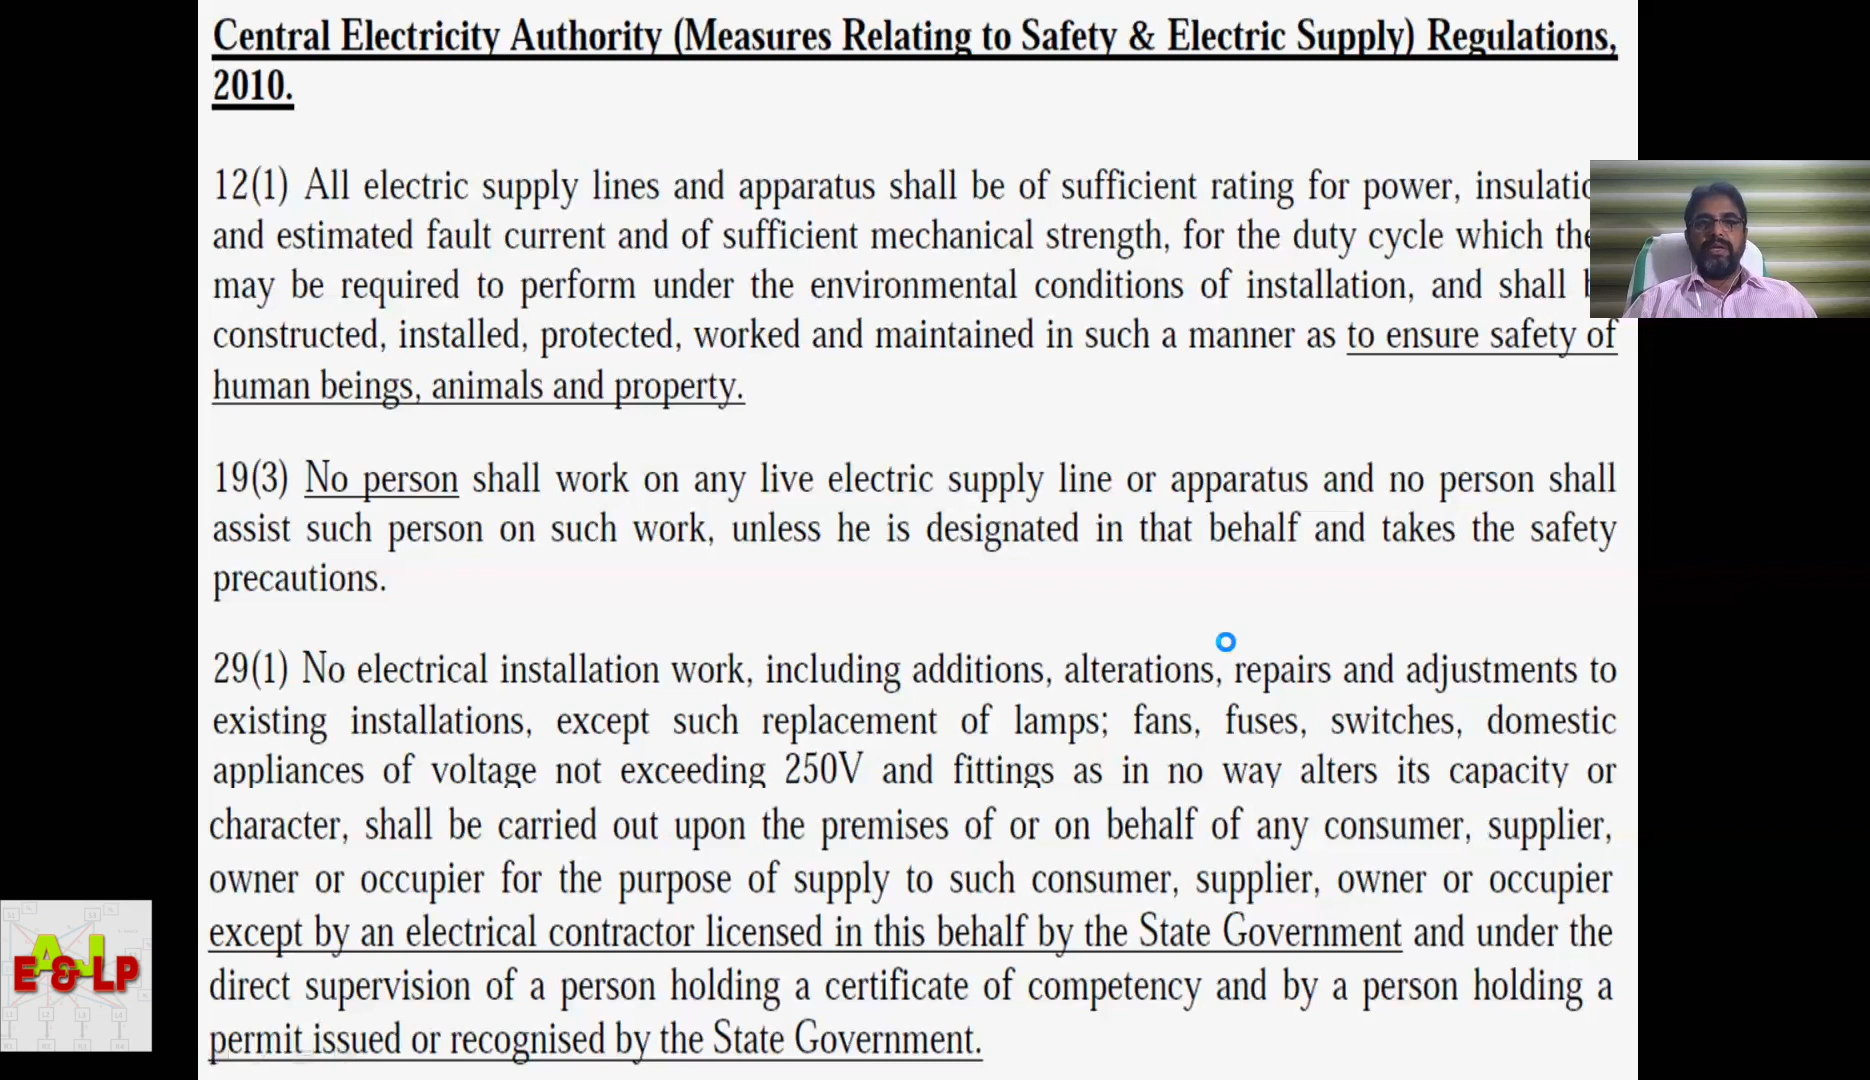 Central Electricity Authority (Measures Relating to Safety & Electric Supply) Regulations,
2010.
12(1) All electric supply lines and apparatus shall be of sufficient rating for power, insulatio
and estimated fault current and of sufficient mechanical strength, for the duty cycle which the
may be required to perform under the environmental conditions of installation, and shall
constructed, installed, protected, worked and maintained in such a manner as to ensure safety of
human beings, animals and property.
19(3) No person shall work on any live electric supply line or apparatus and no person shall
assist such person on such work, unless he is designated in that behalf and takes the safety
precautions.
29(1) No electrical installation work, including additions, alterations, repairs and adjustments to
existing installations, except such replacement of lamps; fans, fuses, switches, domestic
appliances of voltage not exceeding 250V and fittings as in no way alters its capacity or
character, shall be carried out upon the premises of or on behalf of any consumer, supplier,
owner or occupier for the purpose of supply to such consumer, supplier, owner or occupier
except by an electrical contractor licensed in this behalf by the State Government and under the
direct supervision of a person holding a certificate of competency and by a person holding a
permit issued or recognised by the State Government.
AJ
E & LP